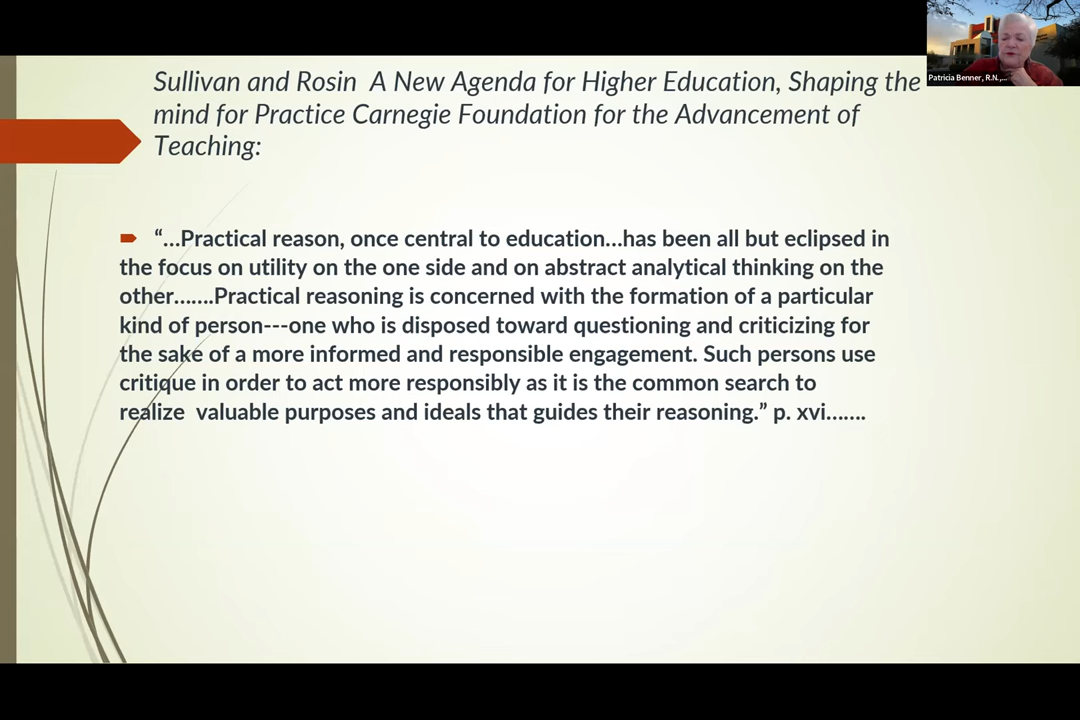 Sullivan and Rosin  A New Agenda for Higher Education, Shaping the
mind for Practice Carnegie Foundation for the Advancement of
Teaching:
“…Practical reason, once central to education…has been all but eclipsed in
the focus on utility on the one side and on abstract analytical thinking on the
other…….Practical reasoning is concerned with the formation of a particular
kind of person---one who is disposed toward questioning and criticizing for
the sake of a more informed and responsible engagement. Such persons use
critique in order to act more responsibly as it is the common search to
realize  valuable purposes and ideals that guides their reasoning.” p. xvi…….
Patricia Benner, R.N.,...